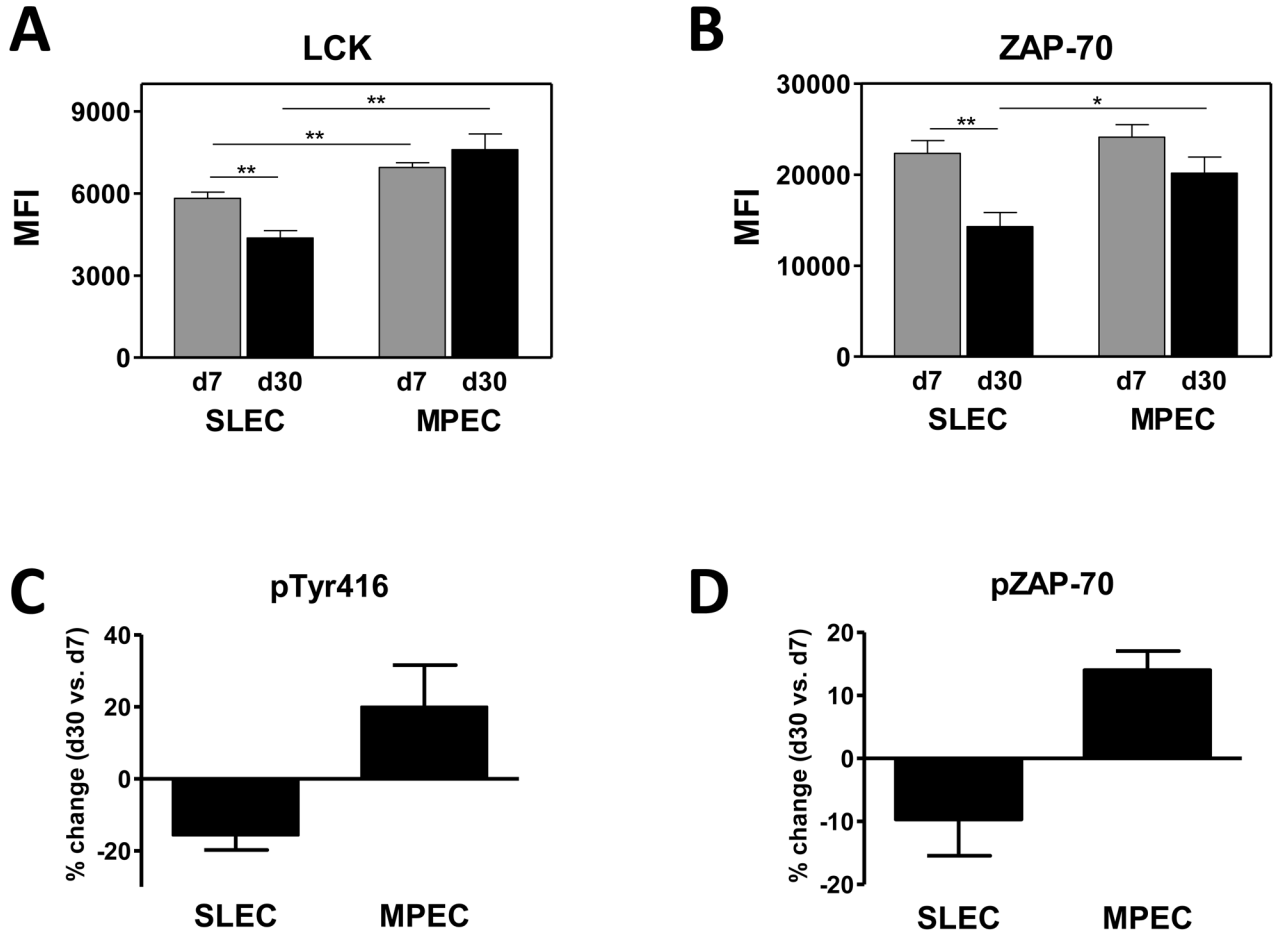 A
LCK
MFI
9000
6000
3000
0
**
**
**
d7 d30 d7 d30
SLEC MPEC
B
ZAP-70
MFI
30000
20000
10000
0
*
**
d7 d30 d7 d30
SLEC MPEC
C
pTyr416
% change (d30 vs. d7)
40
20
0
-20
SLEC MPEC
D
pZAP-70
% change (d30 vs. d7)
20
10
0
-10
-20
SLEC MPEC